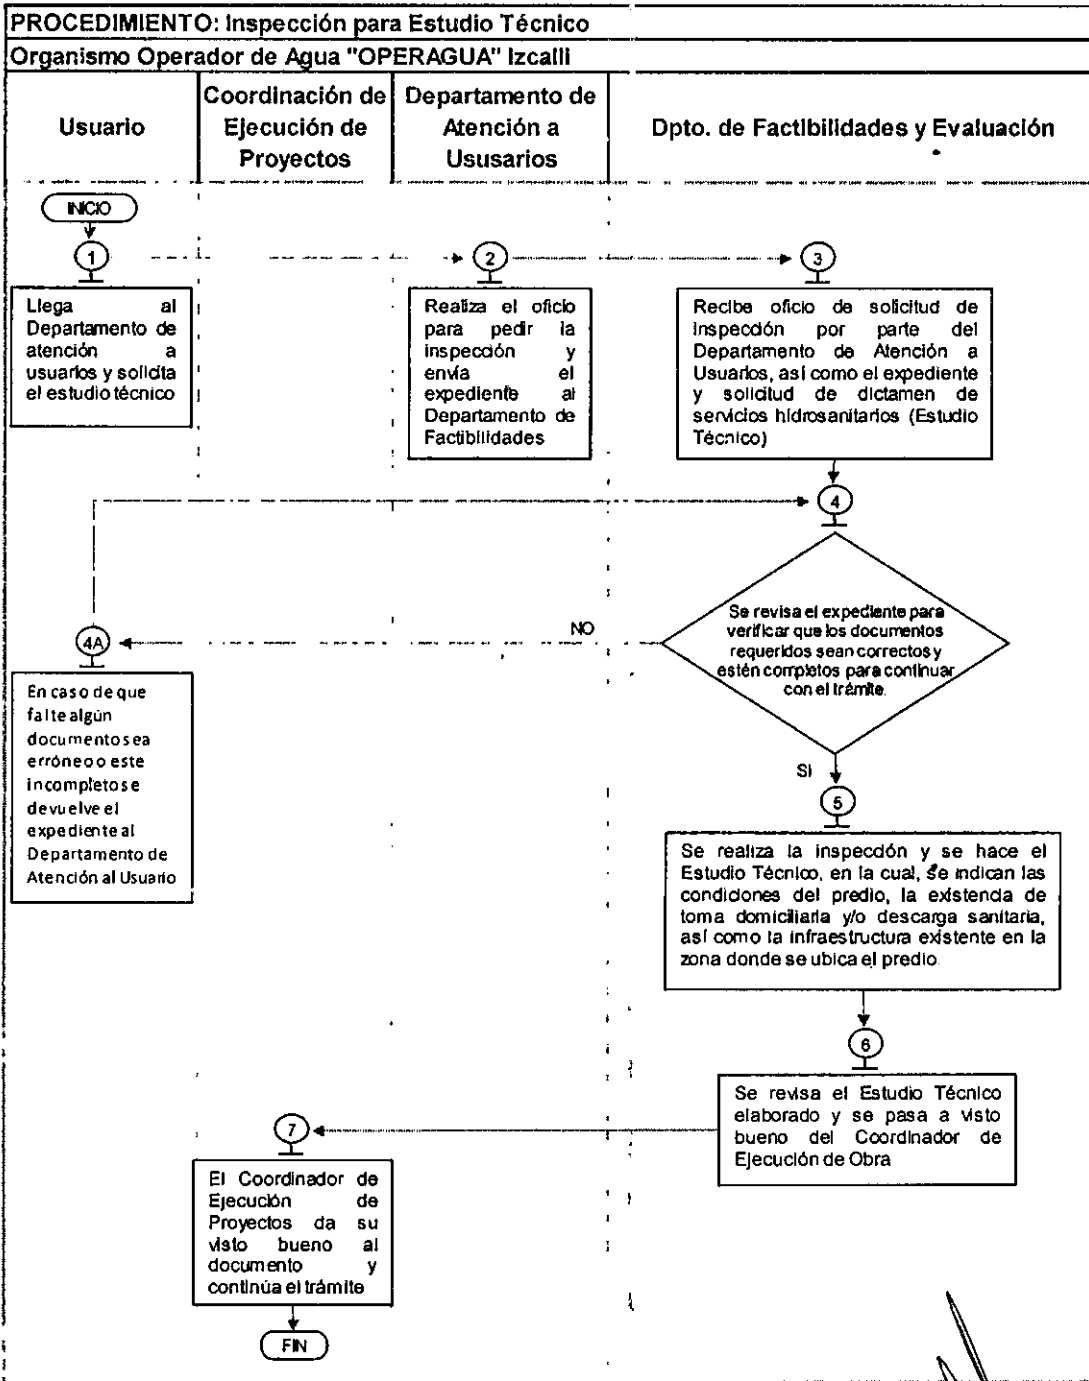 PROCEDIMIENTO: Inspección para Estudio Técnico
Organismo Operador de Agua "OPERAGUA" Izcalli
Usuario
Coordinación de
Ejecución de
Proyectos
Departamento de
Atención a
Ususarios
Dpto. de Factibilidades y Evaluación
INICIO
1
2
3
Llega al
Departamento de
atención a
usuarios y solicita
el estudio técnico
Realiza el oficio
para pedir la
inspección y
envía el
expediente al
Departamento de
Factibilidades
Recibe oficio de solicitud de
Inspección por parte del
Departamento de Atención a
Usuarios, así como el expediente
y solicitud de dictamen de
servicios hidrosanitarios (Estudio
Técnico)
4
Se revisa el expediente para
verificar que los documentos
requeridos sean correctos y
estén completos para continuar
con el trámite.
NO
4A
En caso de que
falte algún
documento sea
erróneo o este
incompleto se
devuelve el
expediente al
Departamento de
Atención al Usuario
SI
5
Se realiza la inspección y se hace el
Estudio Técnico, en la cual, se indican las
condiciones del predio, la existencia de
toma domiciliaria y/o descarga sanitaria,
así como la infraestructura existente en la
zona donde se ubica el predio.
6
Se revisa el Estudio Técnico
elaborado y se pasa a visto
bueno del Coordinador de
Ejecución de Obra
7
El Coordinador de
Ejecución de
Proyectos da su
visto bueno al
documento y
continúa el trámite
FIN